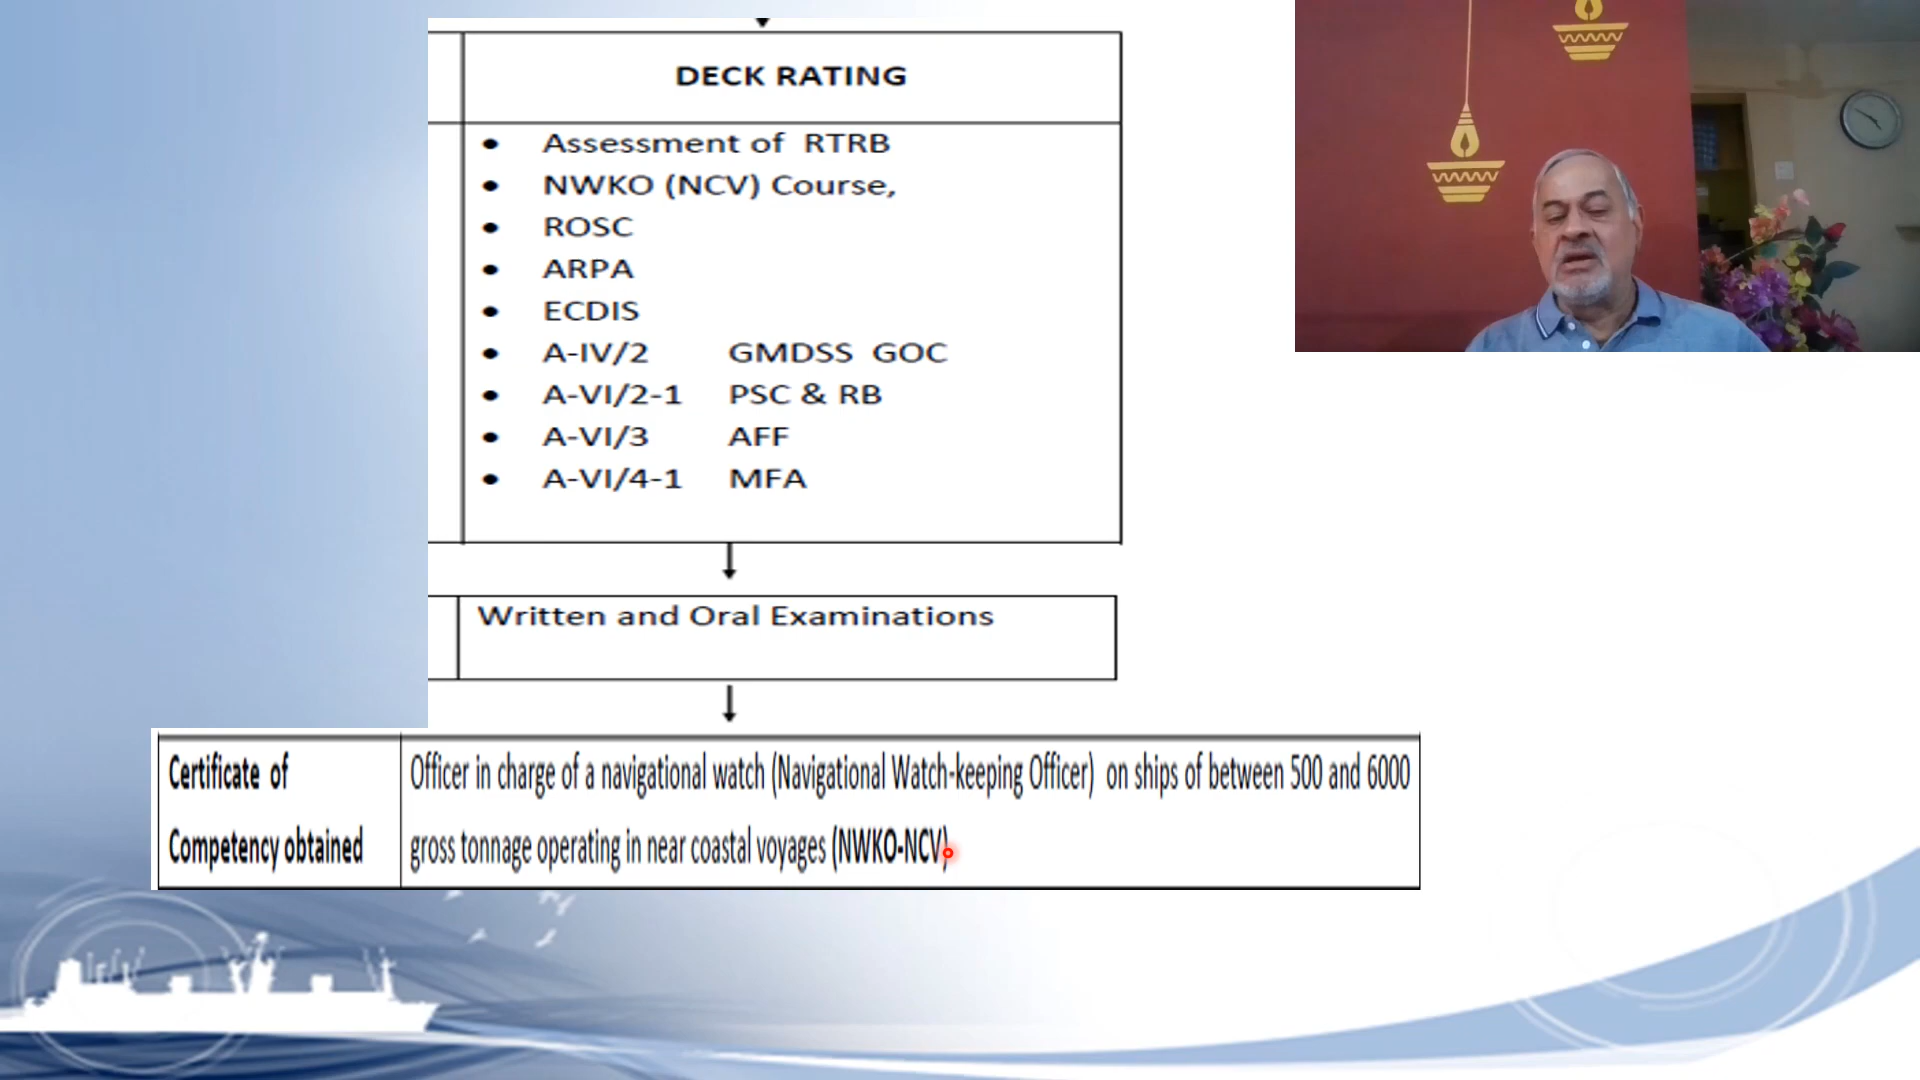 DECK RATING
• Assessment of RTRB
• NWKO (NCV) Course,
• ROSC
• ARPA
• ECDIS
• A-IV/2 GMDSS GOC
• A-VI/2-1 PSC & RB
• A-VI/3 AFF
• A-VI/4-1 MFA
Written and Oral Examinations
Certificate of
Competency obtained
Officer in charge of a navigational watch (Navigational Watch-keeping Officer) on ships of between 500 and 6000
gross tonnage operating in near coastal voyages (NWKO-NCV)